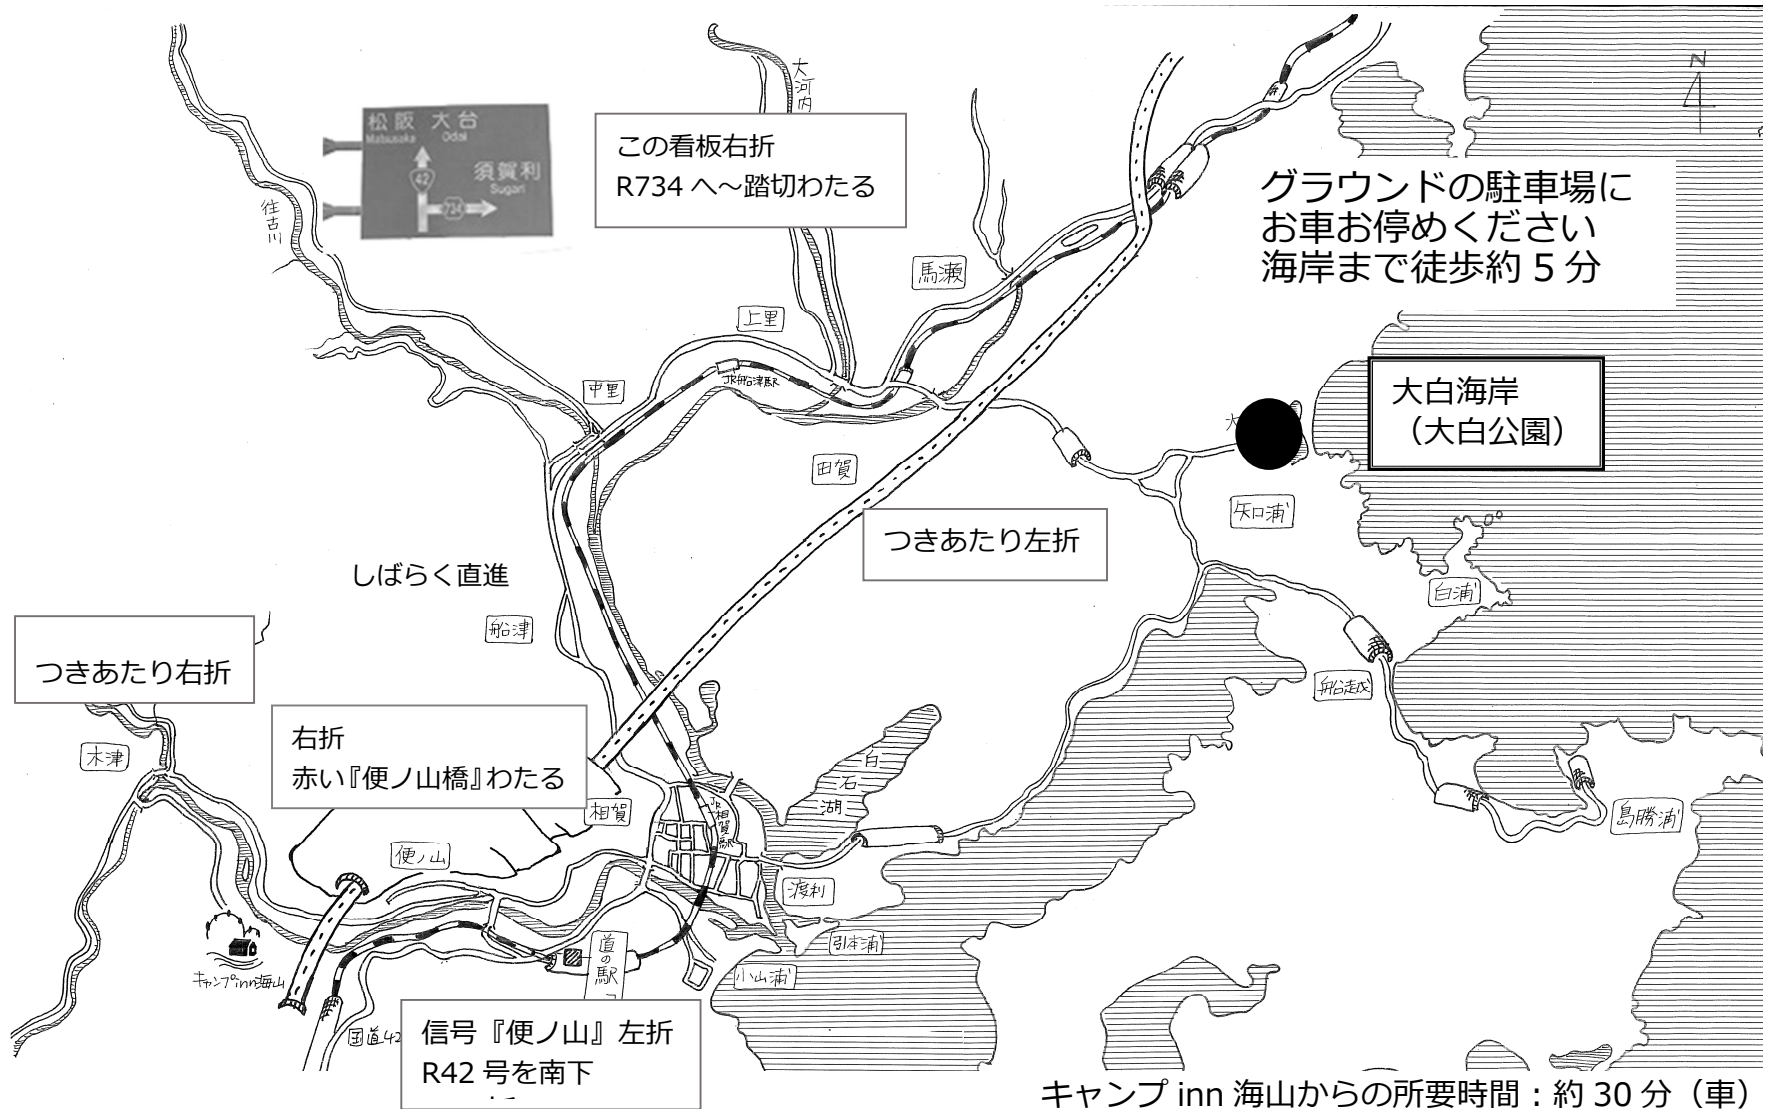 大河内
N
松阪 大台
Matsusaka Odai
42
須賀利
Sugari
734
この看板右折
R734 へ～踏切わたる
グラウンドの駐車場に
お車お停めください
海岸まで徒歩約 5 分
往古川
馬瀬
上里
JR船津駅
中里
大白海岸
（大白公園）
大
田賀
矢口浦
つきあたり左折
しばらく直進
白浦
船津
つきあたり右折
船越
右折
赤い『便ノ山橋』わたる
木津
白石湖
島勝浦
相賀
JR相賀駅
便ノ山
渡利
引本浦
道の駅
小山浦
キャンプinn海山
国道42
信号『便ノ山』左折
R42 号を南下
キャンプ inn 海山からの所要時間：約 30 分（車）